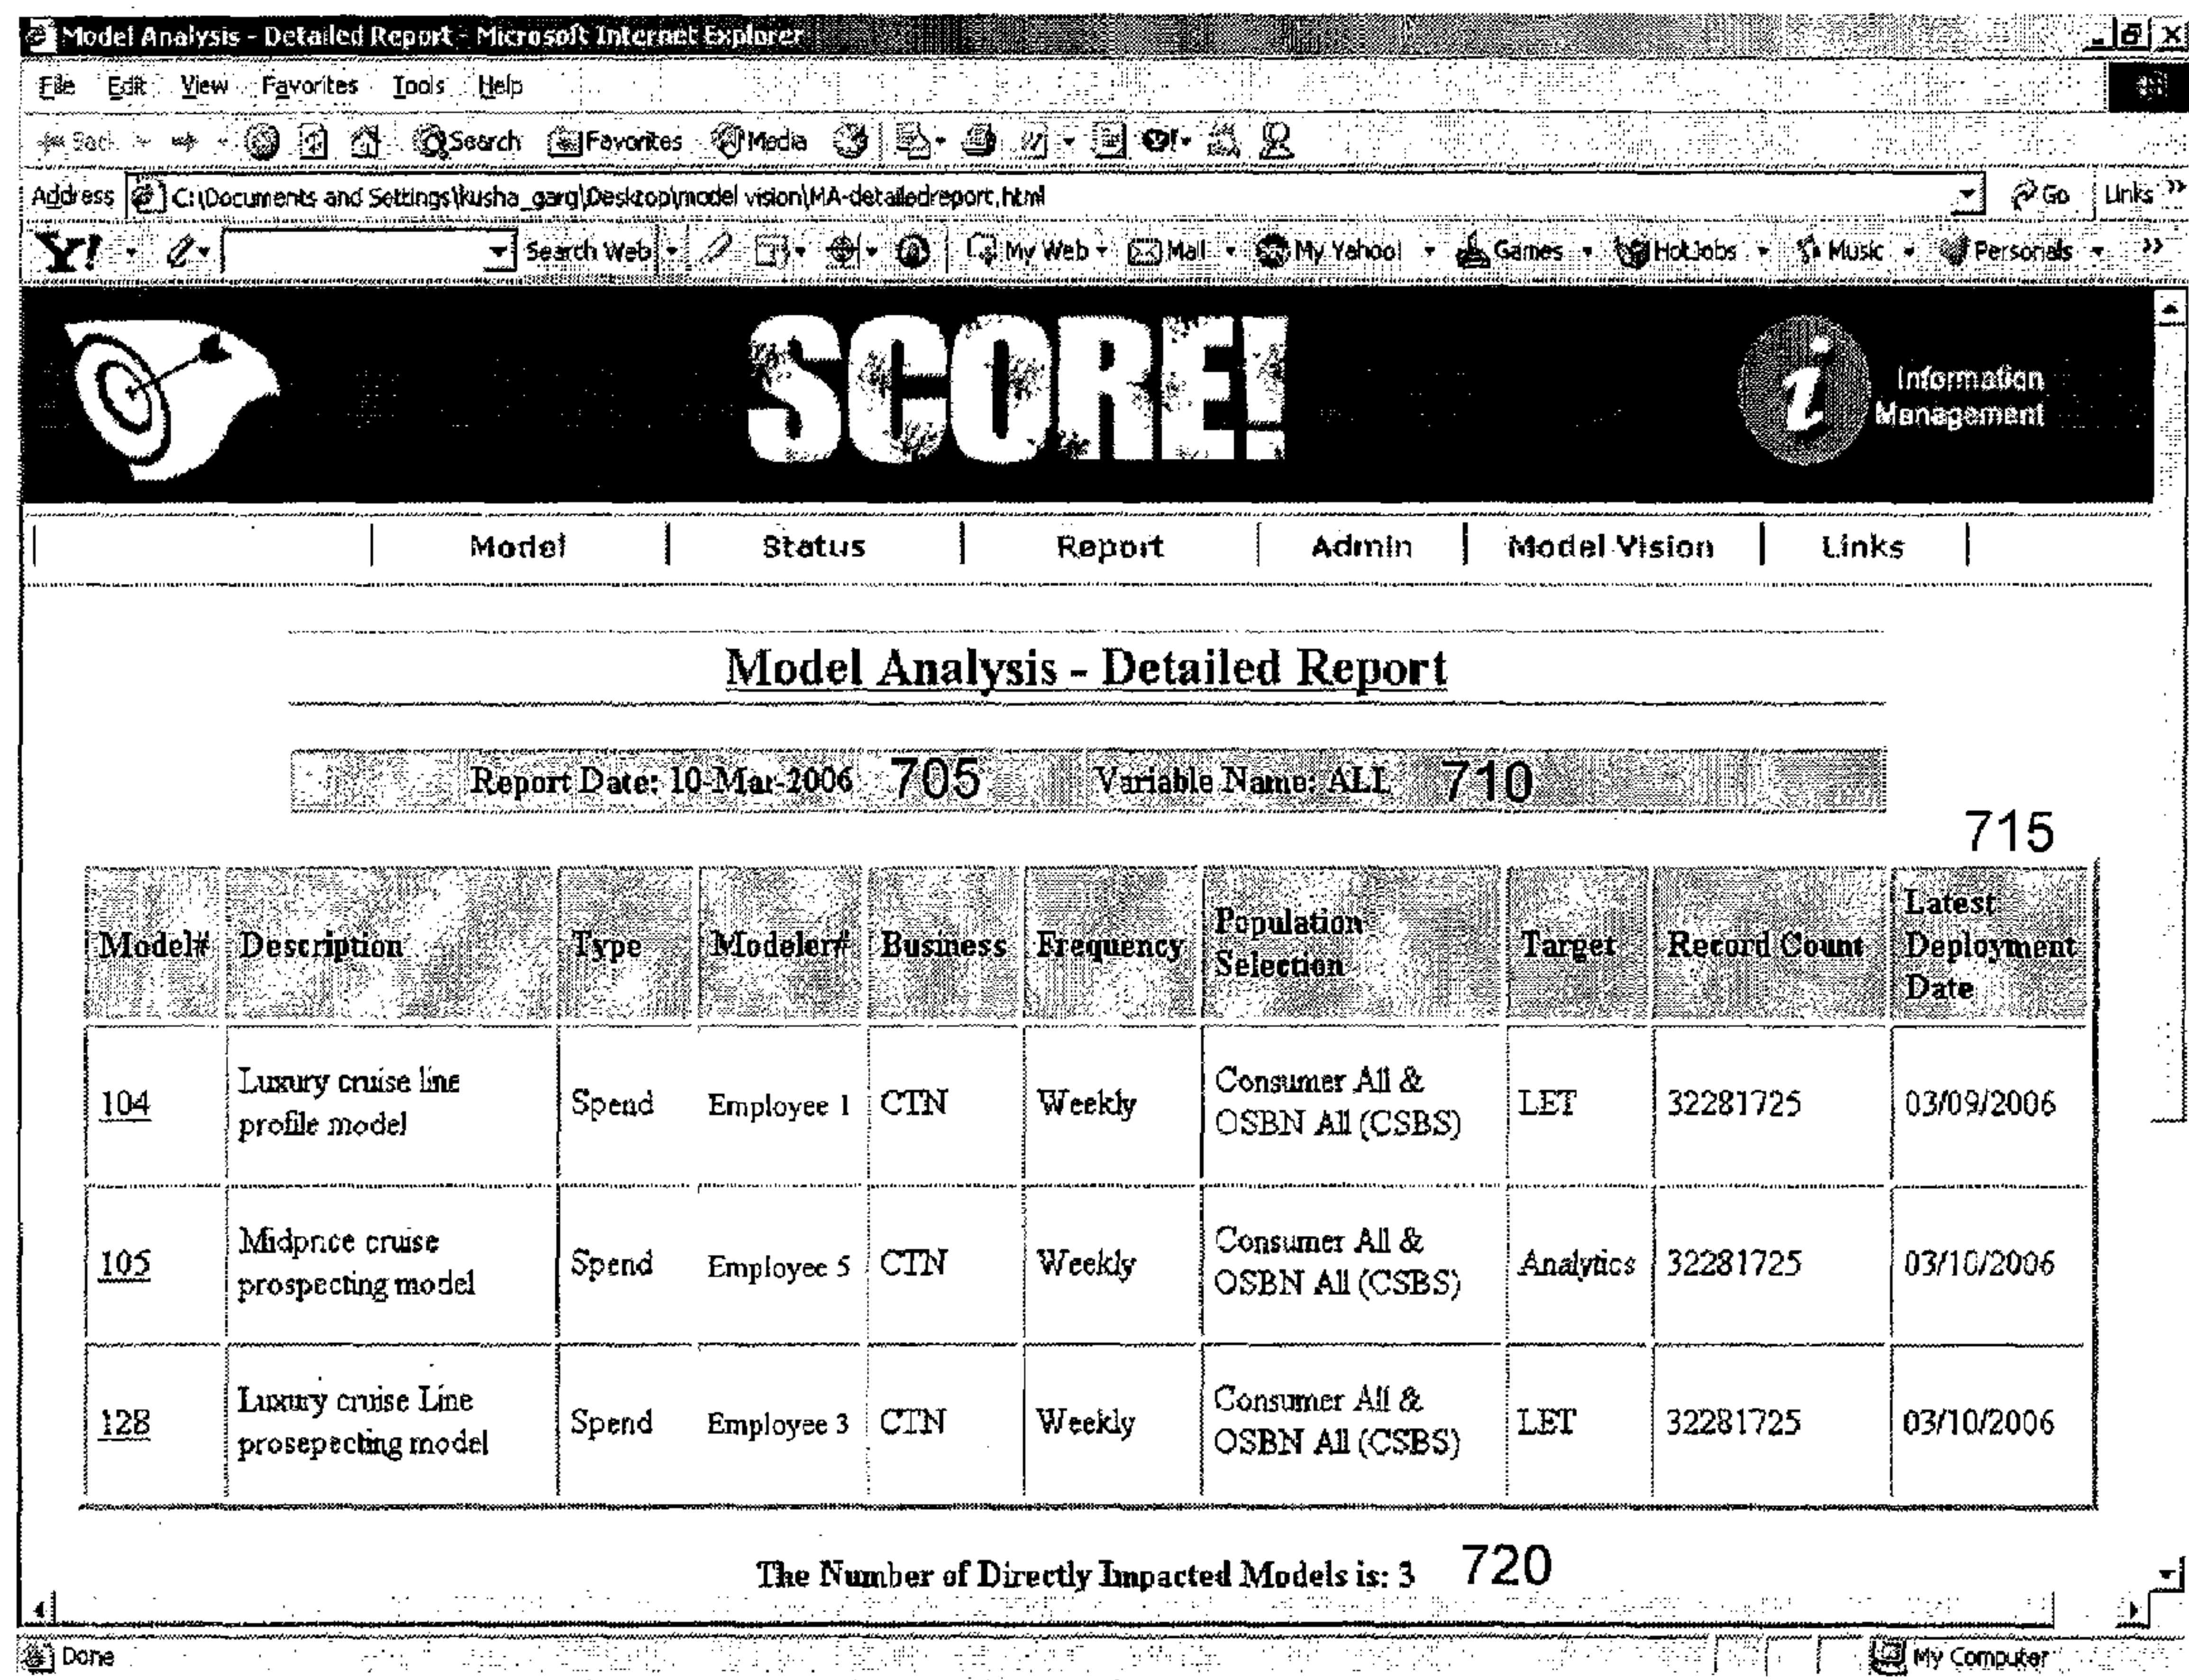 Model Analysis - Detailed Report - Microsoft Internet Explorer
File Edit View Favorites Tools Help
Back Search Favorites Media
Address C:\Documents and Settings\kusha_garg\Desktop\model vision\MA-detailedreport.html Go Links »
Y! Search Web My Web Mail My Yahoo! Games HotJobs Music Personals »
SCORE!
i Information
Management
Model Status Report Admin Model Vision Links
Model Analysis - Detailed Report
Report Date: 10-Mar-2006 705 Variable Name: ALL 710
715
Model# Description Type Modeler# Business Frequency Population Selection Target Record Count Latest Deployment Date
104 Luxury cruise line profile model Spend Employee 1 CTN Weekly Consumer All & OSBN All (CSBS) LET 32281725 03/09/2006
105 Midprice cruise prospecting model Spend Employee 5 CTN Weekly Consumer All & OSBN All (CSBS) Analytics 32281725 03/10/2006
128 Luxury cruise Line prosepecting model Spend Employee 3 CTN Weekly Consumer All & OSBN All (CSBS) LET 32281725 03/10/2006
The Number of Directly Impacted Models is: 3 720
Done My Computer